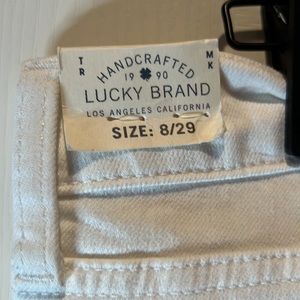 TR MK
HANDCRAFTED
19 90
LUCKY BRAND
LOS ANGELES CALIFORNIA
SIZE: 8/29